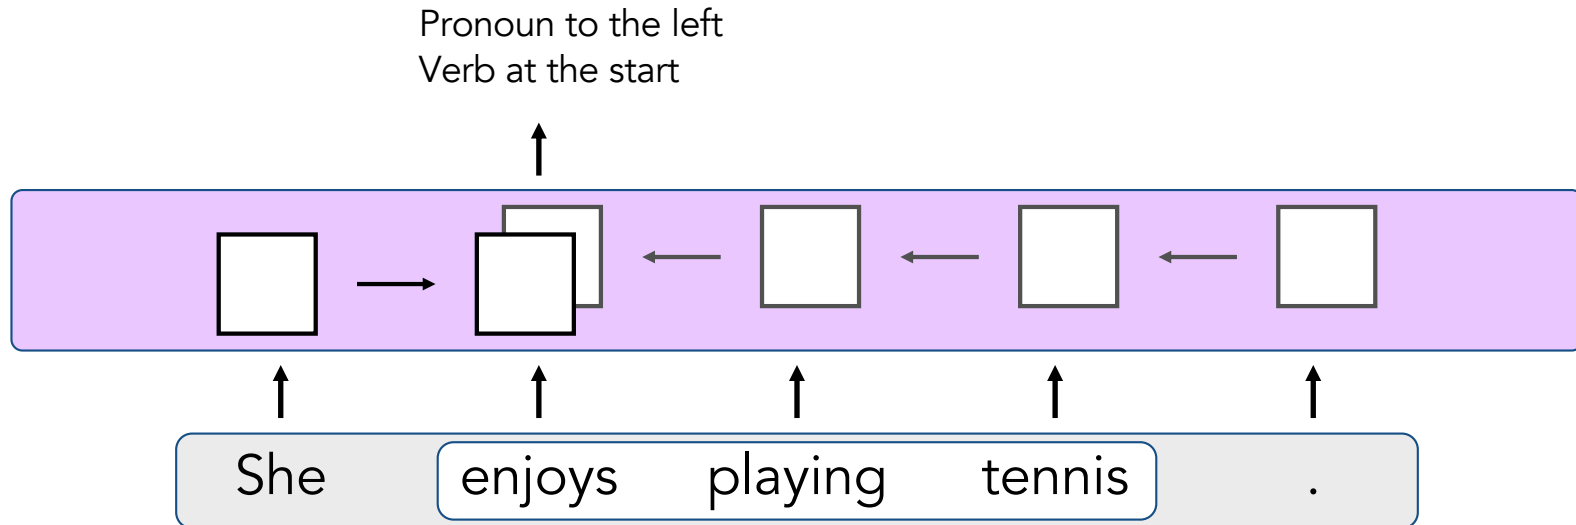 Pronoun to the left
Verb at the start
She enjoys playing tennis .